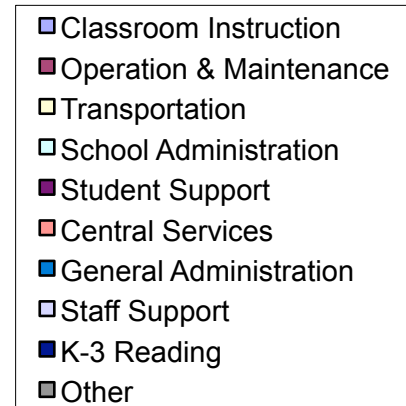 Classroom Instruction
Operation & Maintenance
Transportation
School Administration
Student Support
Central Services
General Administration
Staff Support
K-3 Reading
Other